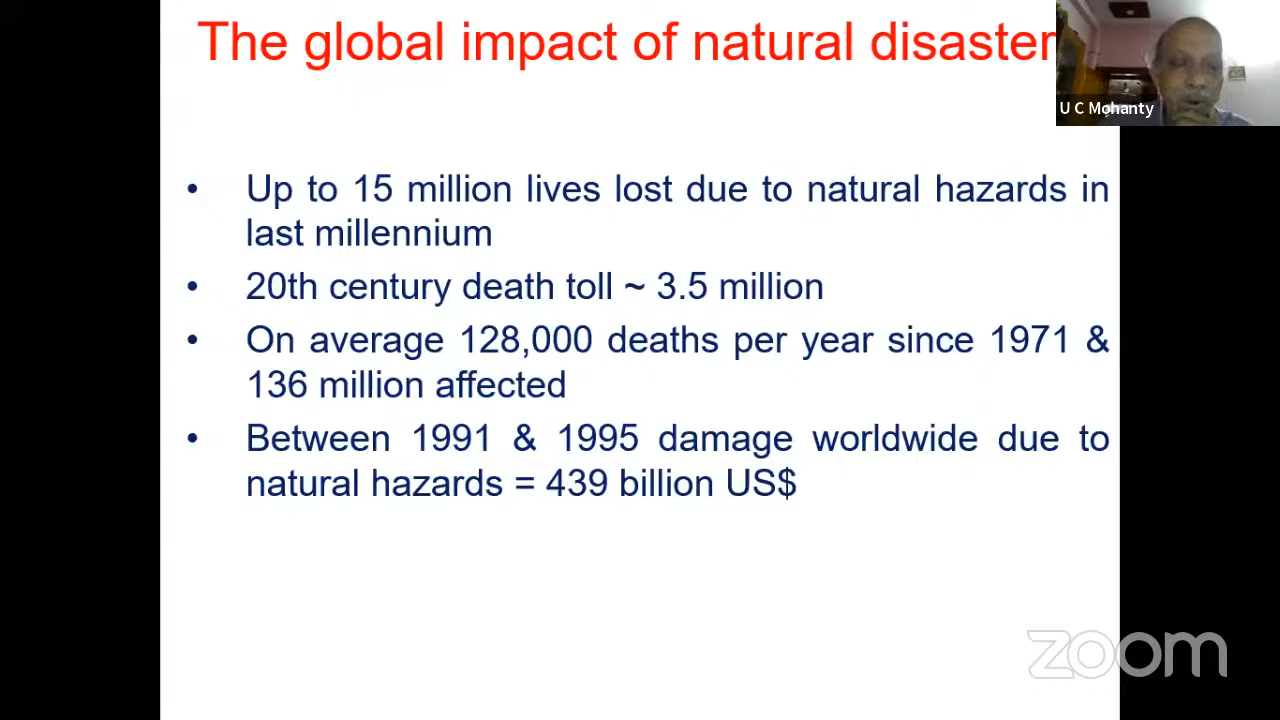 The global impact of natural disaster
U C Mohanty
• Up to 15 million lives lost due to natural hazards in
last millennium
• 20th century death toll ~ 3.5 million
• On average 128,000 deaths per year since 1971 &
136 million affected
• Between 1991 & 1995 damage worldwide due to
natural hazards = 439 billion US$
zoom